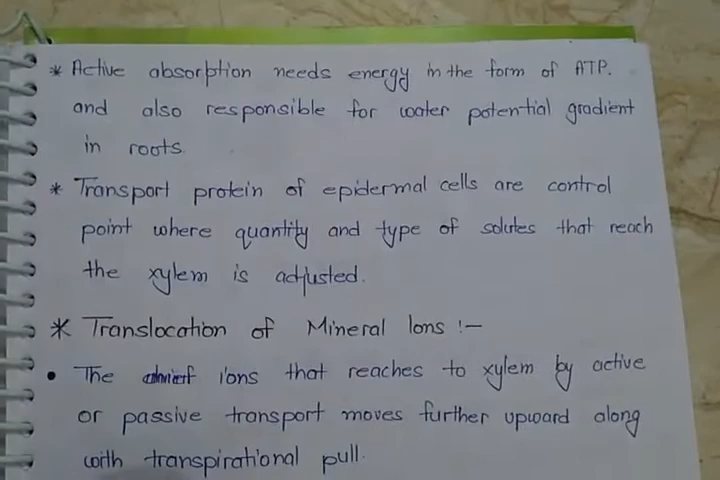 * Active absorption needs energy in the form of ATP.
and also responsible for water potential gradient
in roots.
* Transport protein of epidermal cells are control
point where quantity and type of solutes that reach
the xylem is adjusted.
* Translocation of Mineral Ions :-
• The ions that reaches to xylem by active
or passive transport moves further upward along
with transpirational pull.